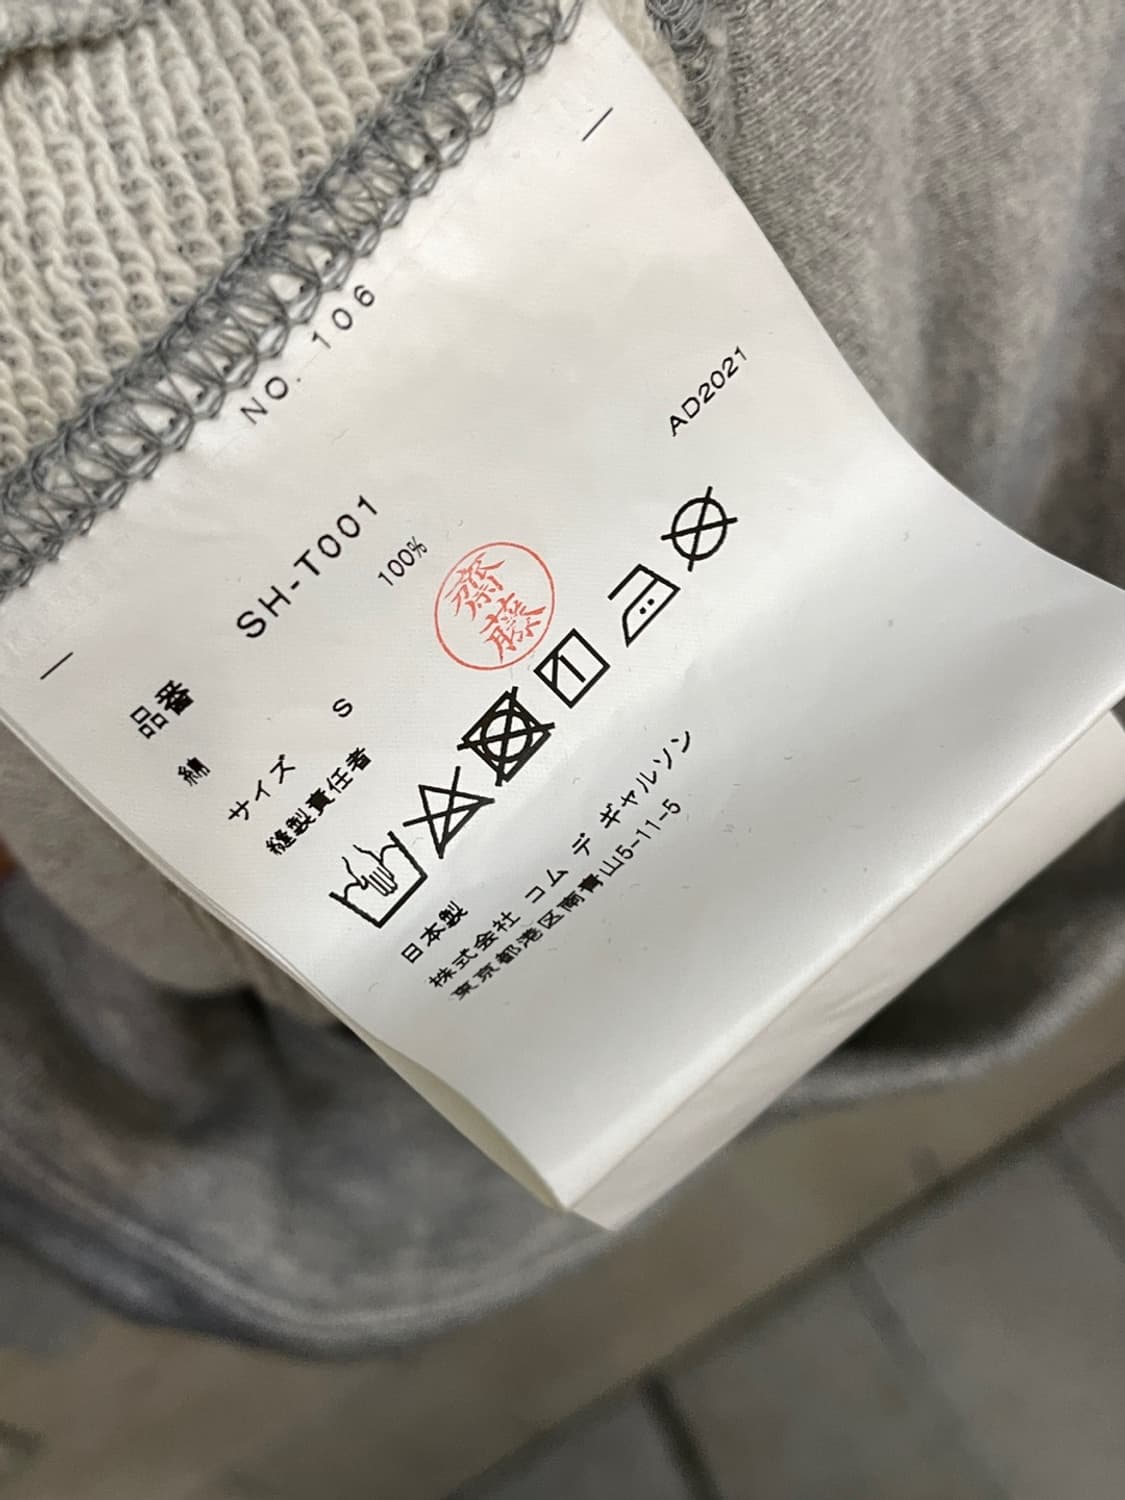 NO. 106
品番 SH-T001
綿 100%
サイズ S
縫製責任者
齋藤
AD2021
日本製
株式会社 コム デ ギャルソン
東京都港区南青山5-11-5